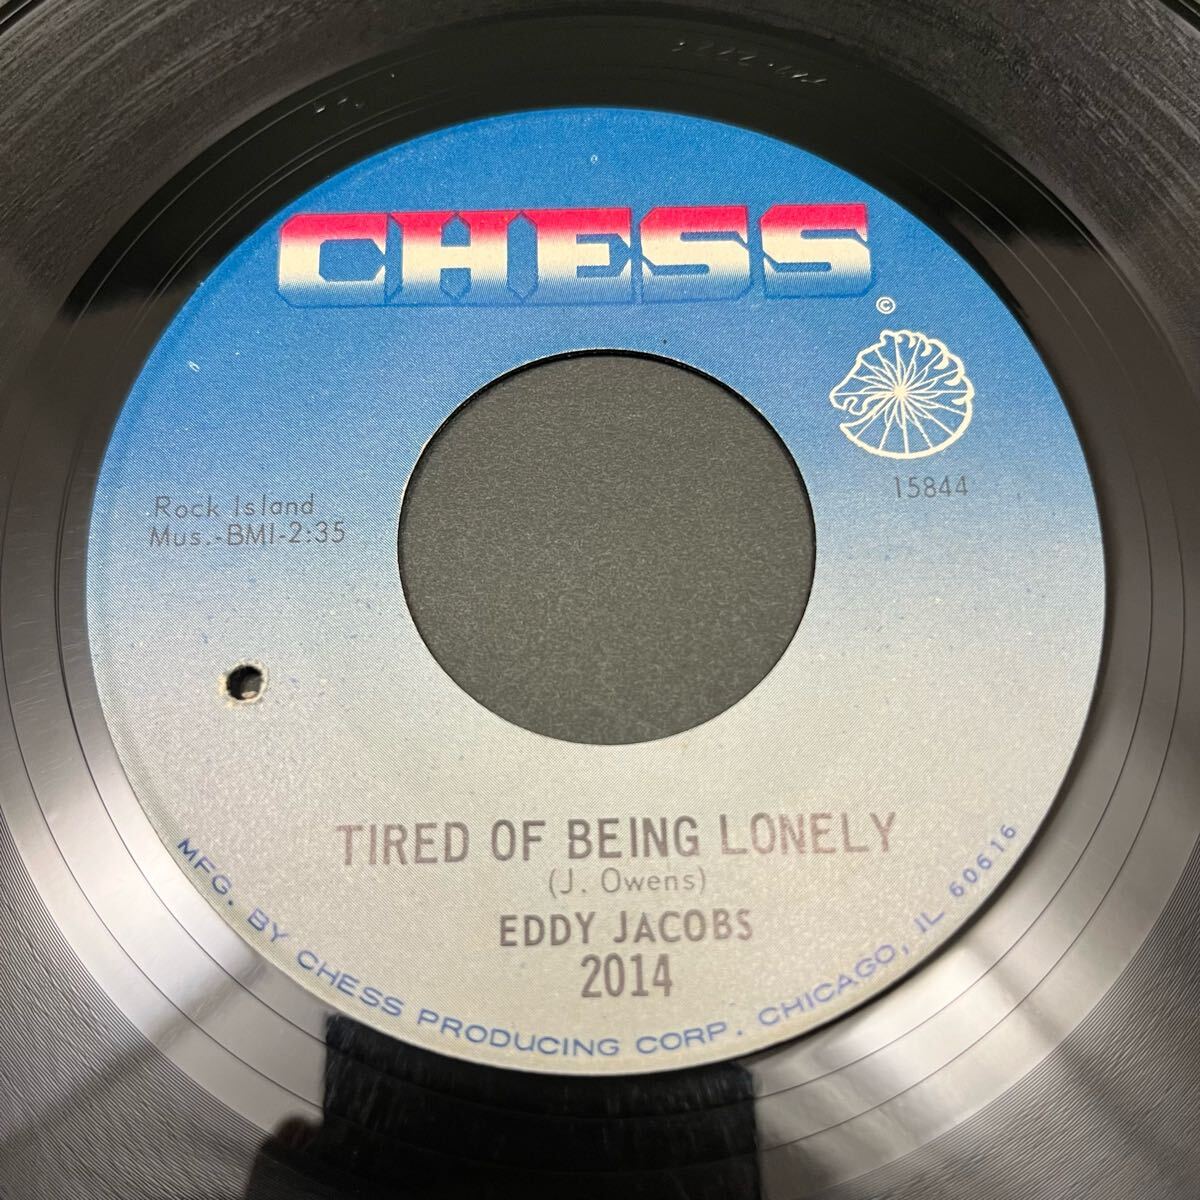 CHESS
©
15844
Rock Island
Mus.-BMI-2:35
TIRED OF BEING LONELY
(J. Owens)
EDDY JACOBS
2014
MFG. BY CHESS PRODUCING CORP. CHICAGO, IL 60616